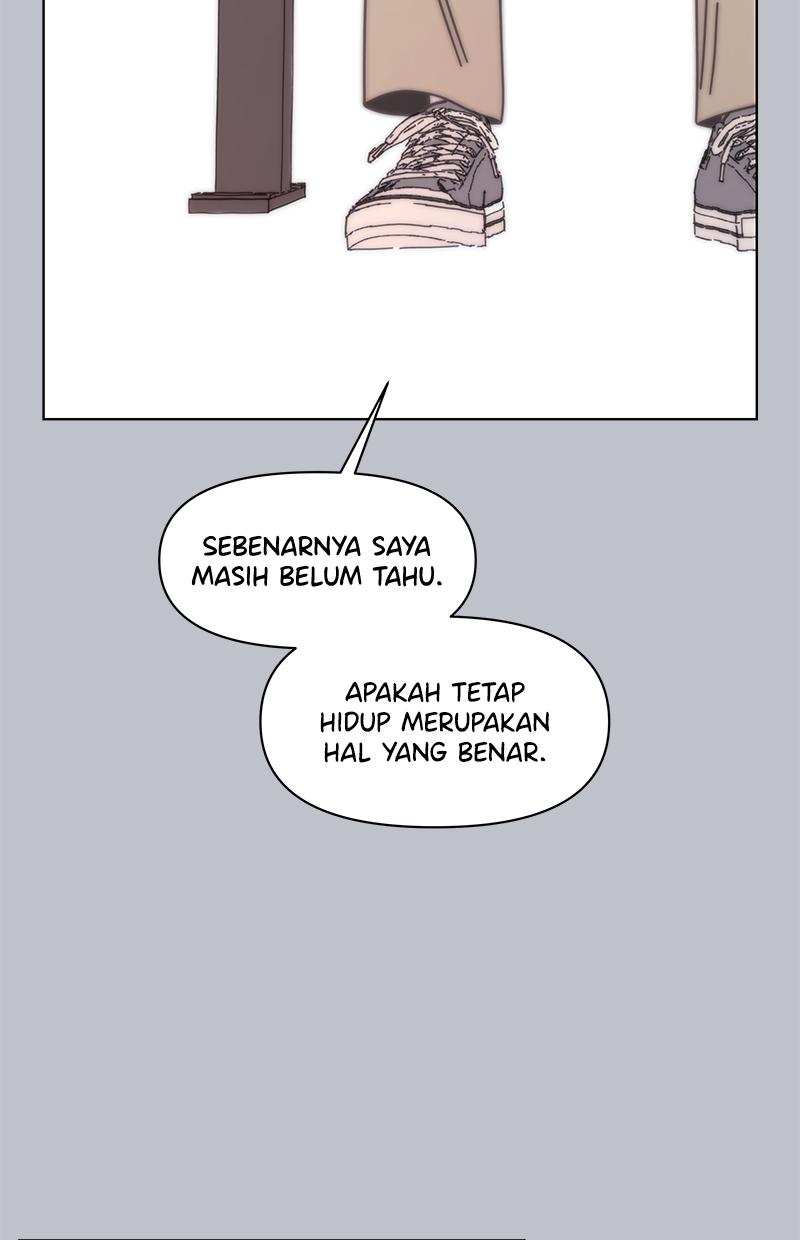 SEBENARNYA SAYA
MASIH BELUM TAHU.
APAKAH TETAP
HIDUP MERUPAKAN
HAL YANG BENAR.